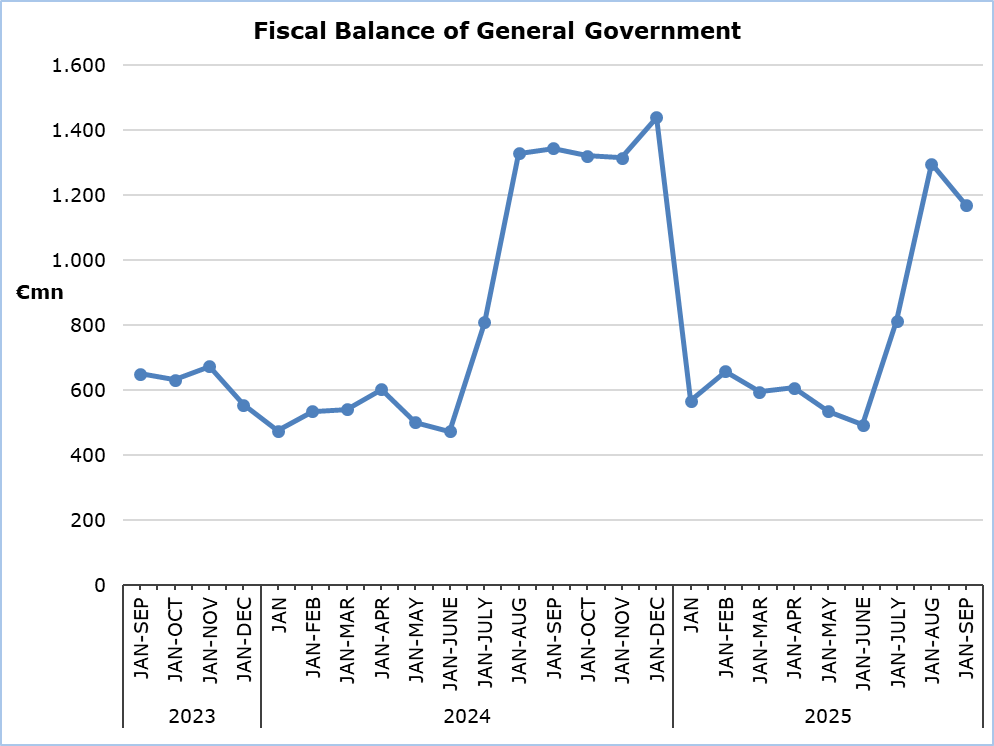 Fiscal Balance of General Government
1.600
1.400
1.200
1.000
€mn
800
600
400
200
0
JAN-SEP
JAN-OCT
JAN-NOV
JAN-DEC
JAN
JAN-FEB
JAN-MAR
JAN-APR
JAN-MAY
JAN-JUNE
JAN-JULY
JAN-AUG
JAN-SEP
JAN-OCT
JAN-NOV
JAN-DEC
JAN
JAN-FEB
JAN-MAR
JAN-APR
JAN-MAY
JAN-JUNE
JAN-JULY
JAN-AUG
JAN-SEP
2023
2024
2025